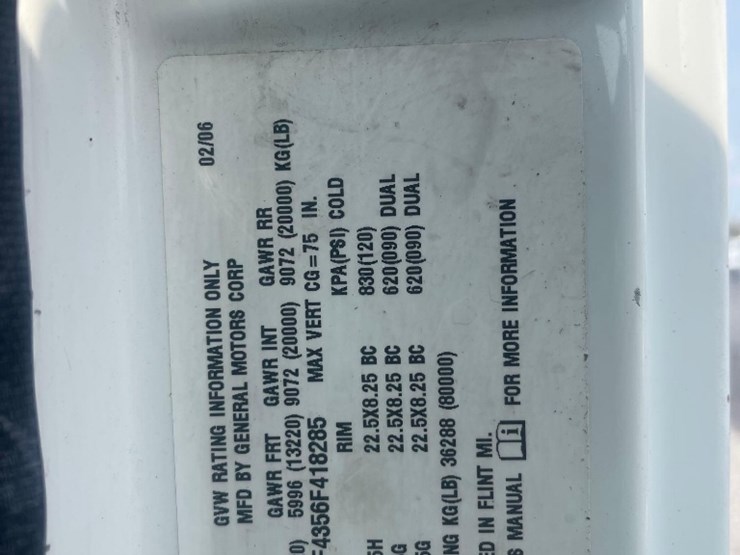 GVW RATING INFORMATION ONLY 02/06
MFD BY GENERAL MOTORS CORP
GAWR FRT GAWR INT GAWR RR
0) 5996 (13220) 9072 (20000) 9072 (20000) KG(LB)
F4356F418285 MAX VERT CG=75 IN.
RIM KPA(PSI) COLD
5H 22.5X8.25 BC 830(120)
G 22.5X8.25 BC 620(090) DUAL
5G 22.5X8.25 BC 620(090) DUAL
NG KG(LB) 36288 (80000)
ED IN FLINT MI.
S MANUAL i FOR MORE INFORMATION